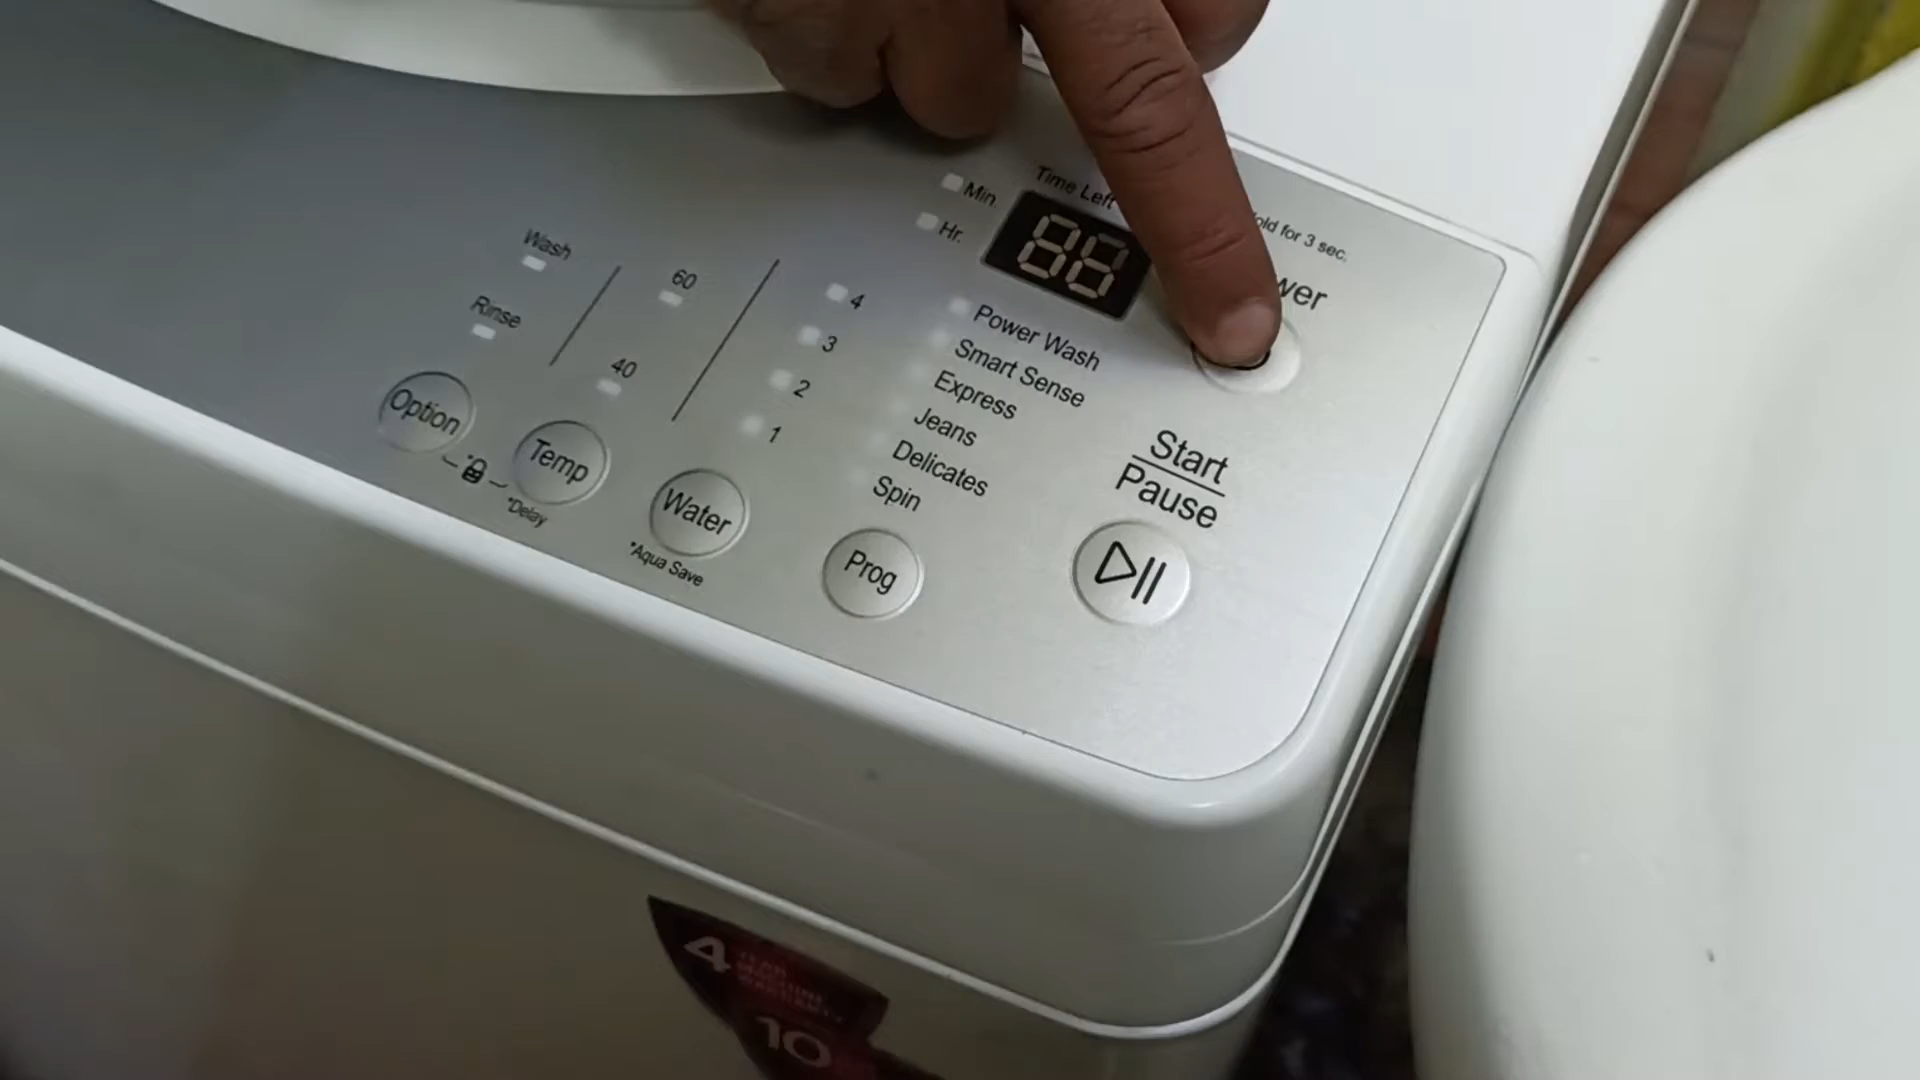 Time Left
old for 3 sec.
Min.
Hr.
88
wer
Wash
Rinse
60
40
4
3
2
1
Power Wash
Smart Sense
Express
Jeans
Delicates
Spin
Start
Pause
Option
Temp
Water
Prog
*Delay
*Aqua Save
4
10